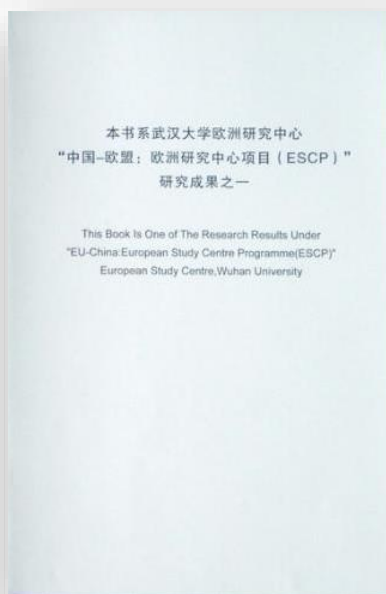 本书系武汉大学欧洲研究中心
“中国–欧盟：欧洲研究中心项目（ESCP）”
研究成果之一
This Book Is One of The Research Results Under
"EU-China:European Study Centre Programme(ESCP)"
European Study Centre,Wuhan University